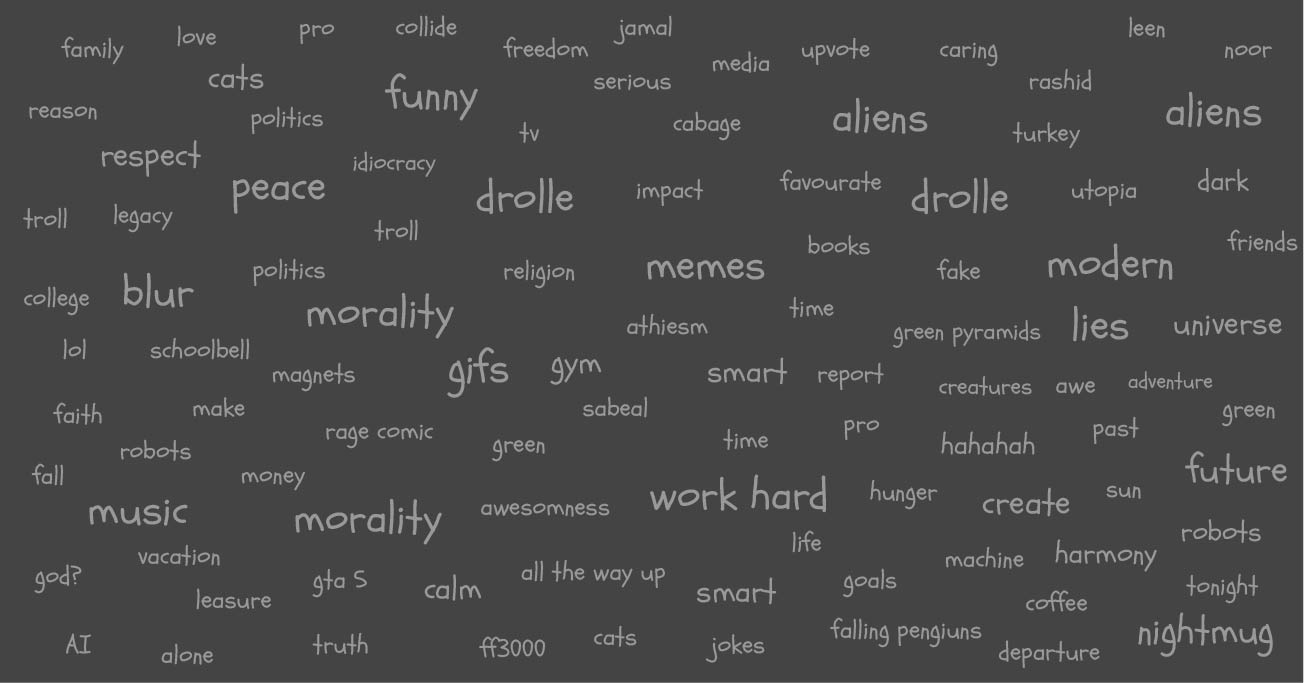 family love pro collide freedom jamal media upvote caring leen noor
cats funny serious rashid
reason politics tv cabage aliens turkey aliens
respect idiocracy
peace drolle impact favourate drolle utopia dark
troll legacy troll books friends
politics religion memes fake modern
college blur morality athiesm time green pyramids lies universe
lol schoolbell magnets gifs gym smart report creatures awe adventure
faith make rage comic sabeal pro past green
robots green time hahahah
fall money future
music morality awesomness work hard hunger create sun
vacation life machine harmony robots
god? leasure gta 5 calm all the way up smart goals coffee tonight
AI alone truth ff3000 cats jokes falling pengiuns departure nightmug